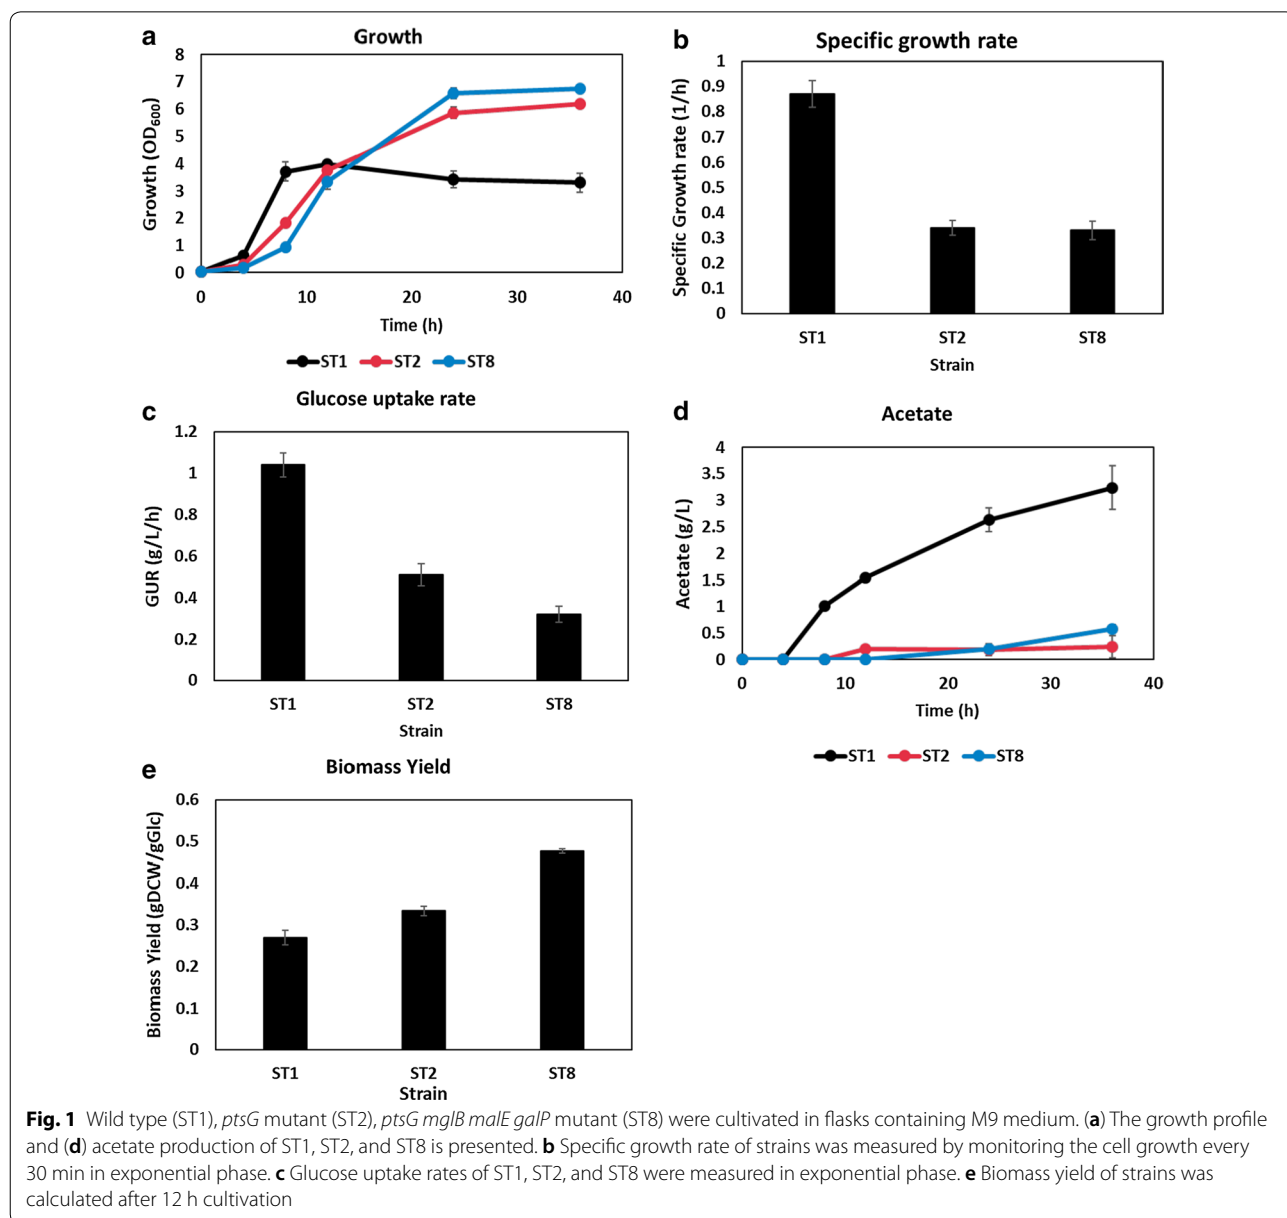 a
Growth
8
7
6
5
4
3
2
1
0
Growth (OD600)
0 10 20 30 40
Time (h)
ST1 ST2 ST8
b
Specific growth rate
1
0.9
0.8
0.7
0.6
0.5
0.4
0.3
0.2
0.1
0
Specific Growth rate (1/h)
ST1 ST2 ST8
Strain
c
Glucose uptake rate
1.2
1
0.8
0.6
0.4
0.2
0
GUR (g/L/h)
ST1 ST2 ST8
Strain
d
Acetate
4
3.5
3
2.5
2
1.5
1
0.5
0
Acetate (g/L)
0 10 20 30 40
Time (h)
ST1 ST2 ST8
e
Biomass Yield
0.6
0.5
0.4
0.3
0.2
0.1
0
Biomass Yield (gDCW/gGlc)
ST1 ST2 ST8
Strain
Fig. 1 Wild type (ST1), ptsG mutant (ST2), ptsG mglB malE galP mutant (ST8) were cultivated in flasks containing M9 medium. (a) The growth profile
and (d) acetate production of ST1, ST2, and ST8 is presented. b Specific growth rate of strains was measured by monitoring the cell growth every
30 min in exponential phase. c Glucose uptake rates of ST1, ST2, and ST8 were measured in exponential phase. e Biomass yield of strains was
calculated after 12 h cultivation